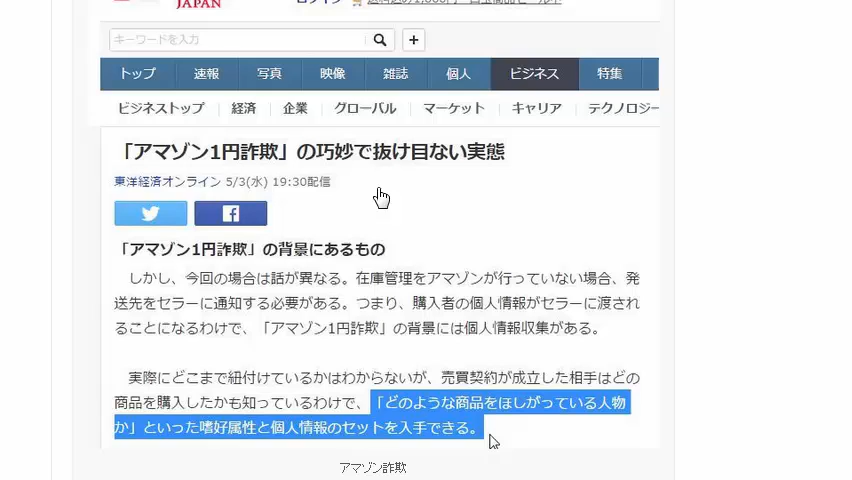 JAPAN
キーワードを入力
+
トップ 速報 写真 映像 雑誌 個人 ビジネス 特集
ビジネストップ 経済 企業 グローバル マーケット キャリア テクノロジー
「アマゾン1円詐欺」の巧妙で抜け目ない実態
東洋経済オンライン 5/3(水) 19:30配信
「アマゾン1円詐欺」の背景にあるもの
しかし、今回の場合は話が異なる。在庫管理をアマゾンが行っていない場合、発
送先をセラーに通知する必要がある。つまり、購入者の個人情報がセラーに渡され
ることになるわけで、「アマゾン1円詐欺」の背景には個人情報収集がある。
実際にどこまで紐付けているかはわからないが、売買契約が成立した相手はどの
商品を購入したかも知っているわけで、「どのような商品をほしがっている人物
か」といった嗜好属性と個人情報のセットを入手できる。
アマゾン詐欺